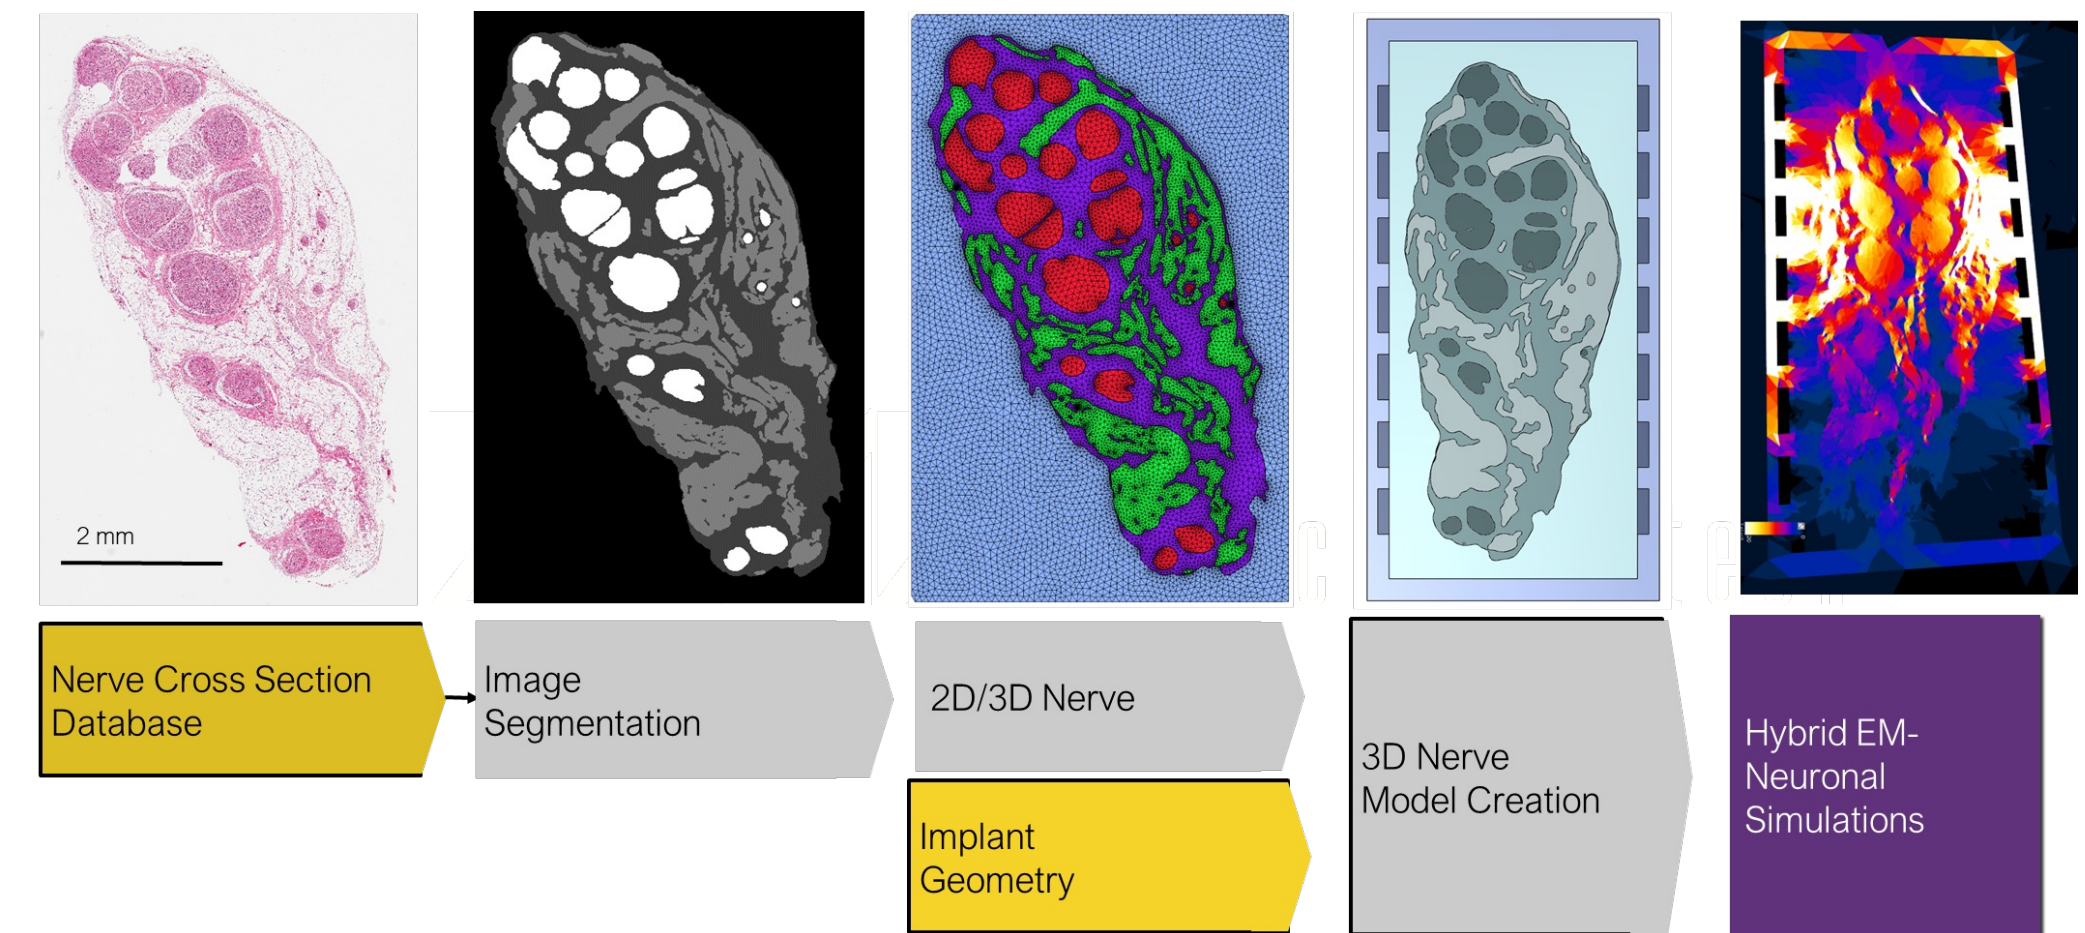 2 mm
Nerve Cross Section
Database
Image
Segmentation
2D/3D Nerve
Implant
Geometry
3D Nerve
Model Creation
Hybrid EM-
Neuronal
Simulations